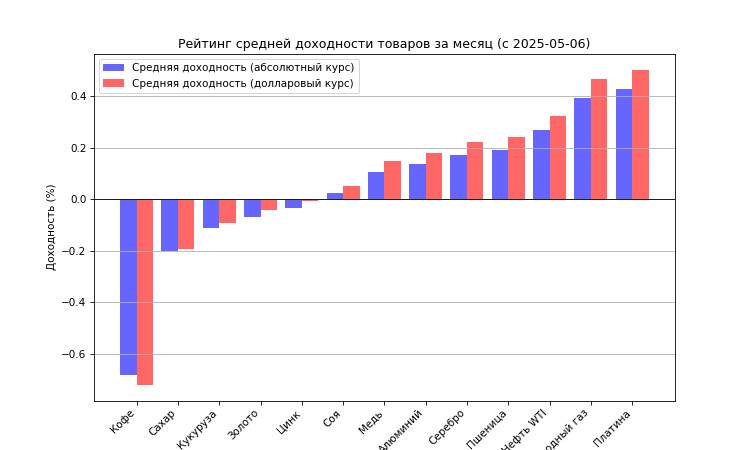 Рейтинг средней доходности товаров за месяц (с 2025-05-06)
Средняя доходность (абсолютный курс)
Средняя доходность (долларовый курс)
Доходность (%)
0.4
0.2
0.0
−0.2
−0.4
−0.6
Кофе
Сахар
Кукуруза
Золото
Цинк
Соя
Медь
Алюминий
Серебро
Пшеница
Нефть WTI
одный газ
Платина